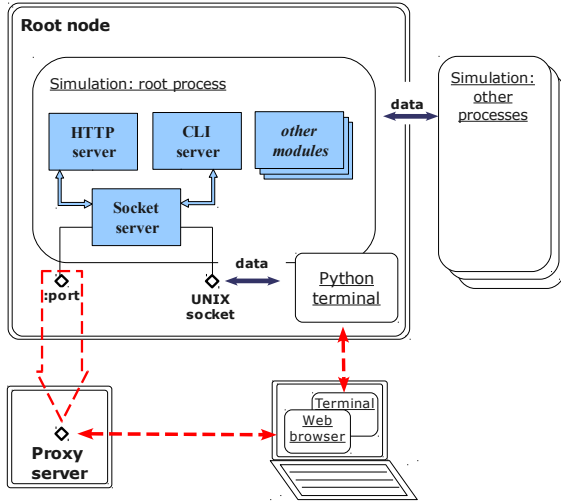 Root node
Simulation: root process
HTTP
server
CLI
server
other
modules
Socket
server
data
Simulation:
other
processes
:port
UNIX
socket
data
Python
terminal
Proxy
server
Terminal
Web
browser